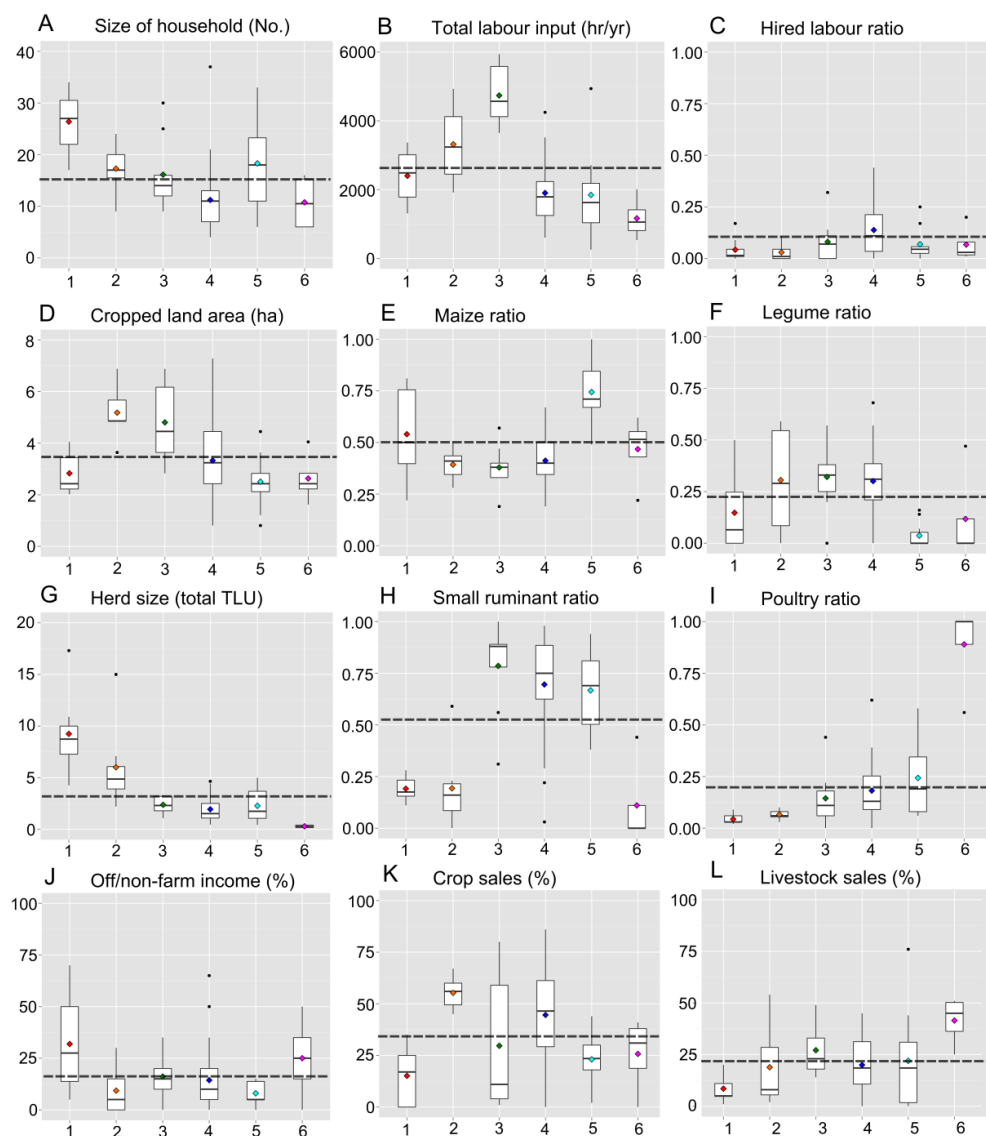 A Size of household (No.)
B Total labour input (hr/yr)
C Hired labour ratio
40
30
20
10
0
1 2 3 4 5 6
6000
4000
2000
0
1 2 3 4 5 6
1.00
0.75
0.50
0.25
0.00
1 2 3 4 5 6
D Cropped land area (ha)
E Maize ratio
F Legume ratio
8
6
4
2
0
1 2 3 4 5 6
1.00
0.75
0.50
0.25
0.00
1 2 3 4 5 6
1.00
0.75
0.50
0.25
0.00
1 2 3 4 5 6
G Herd size (total TLU)
H Small ruminant ratio
I Poultry ratio
20
15
10
5
0
1 2 3 4 5 6
1.00
0.75
0.50
0.25
0.00
1 2 3 4 5 6
1.00
0.75
0.50
0.25
0.00
1 2 3 4 5 6
J Off/non-farm income (%)
K Crop sales (%)
L Livestock sales (%)
100
75
50
25
0
1 2 3 4 5 6
100
75
50
25
0
1 2 3 4 5 6
100
75
50
25
0
1 2 3 4 5 6